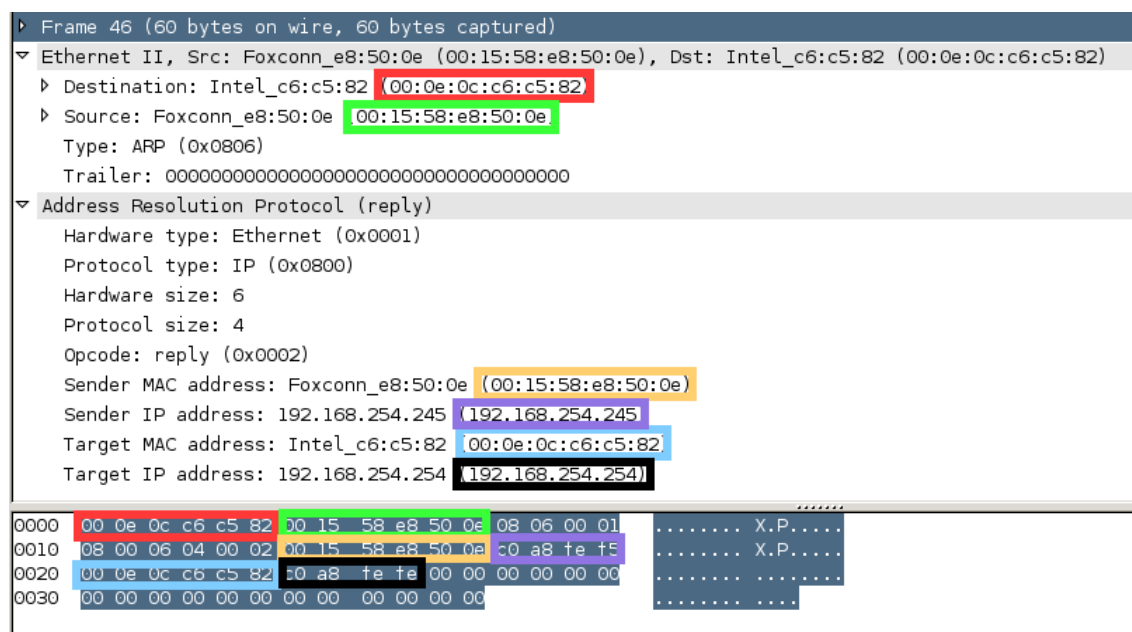 Frame 46 (60 bytes on wire, 60 bytes captured)
Ethernet II, Src: Foxconn_e8:50:0e (00:15:58:e8:50:0e), Dst: Intel_c6:c5:82 (00:0e:0c:c6:c5:82)
Destination: Intel_c6:c5:82 (00:0e:0c:c6:c5:82)
Source: Foxconn_e8:50:0e (00:15:58:e8:50:0e)
Type: ARP (0x0806)
Trailer: 000000000000000000000000000000000000
Address Resolution Protocol (reply)
Hardware type: Ethernet (0x0001)
Protocol type: IP (0x0800)
Hardware size: 6
Protocol size: 4
Opcode: reply (0x0002)
Sender MAC address: Foxconn_e8:50:0e (00:15:58:e8:50:0e)
Sender IP address: 192.168.254.245 (192.168.254.245)
Target MAC address: Intel_c6:c5:82 (00:0e:0c:c6:c5:82)
Target IP address: 192.168.254.254 (192.168.254.254)
0000 00 0e 0c c6 c5 82 00 15 58 e8 50 0e 08 06 00 01 ........ X.P.....
0010 08 00 06 04 00 02 00 15 58 e8 50 0e c0 a8 fe f5 ........ X.P.....
0020 00 0e 0c c6 c5 82 c0 a8 fe fe 00 00 00 00 00 00 ........ ........
0030 00 00 00 00 00 00 00 00 00 00 00 00 ........ ....